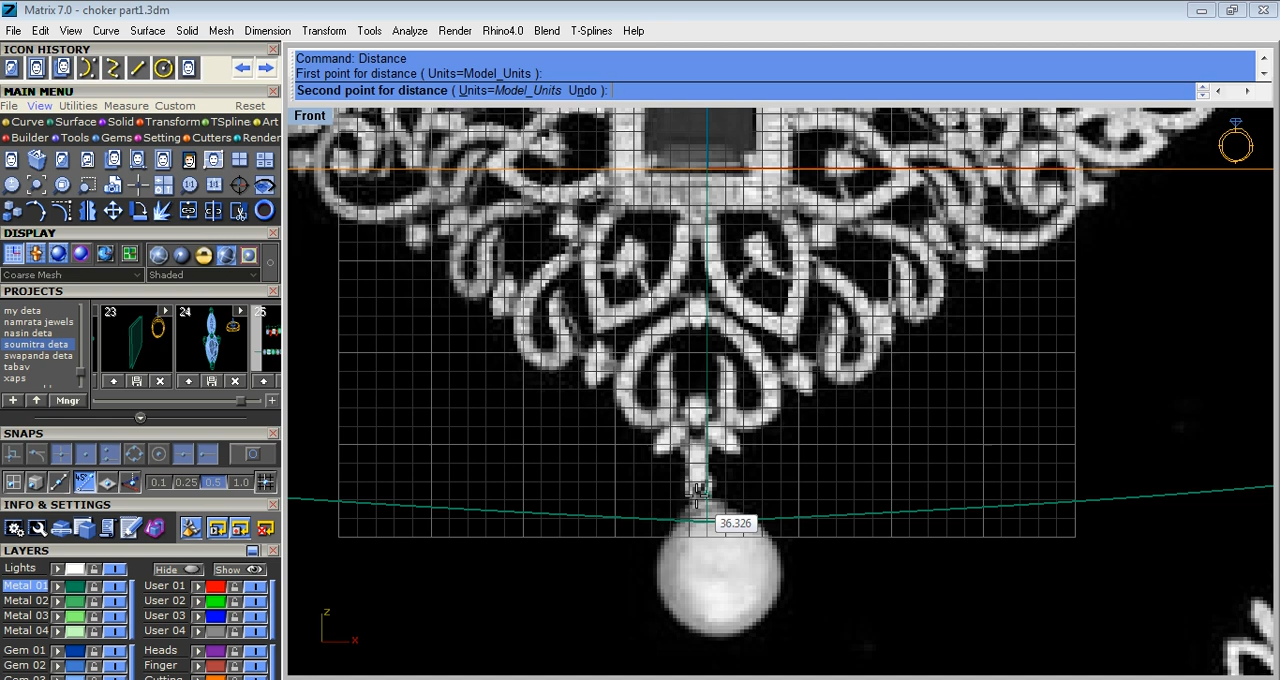 Matrix 7.0 - choker part1.3dm
File Edit View Curve Surface Solid Mesh Dimension Transform Tools Analyze Render Rhino4.0 Blend T-Splines Help
ICON HISTORY
Command: Distance
First point for distance ( Units=Model_Units ):
Second point for distance ( Units=Model_Units Undo ):
MAIN MENU
File View Utilities Measure Custom Reset
Curve Surface Solid Transform TSpline Art
Builder Tools Gems Setting Cutters Render
Front
DISPLAY
Coarse Mesh Shaded
PROJECTS
my deta
namrata jewels
nasin deta
soumitra deta
swapanda deta
tabav
xaps
23 24 25
Mngr
SNAPS
45°
0.1 0.25 0.5 1.0
INFO & SETTINGS
36.326
LAYERS
Lights Hide Show
Metal 01 User 01
Metal 02 User 02
Metal 03 User 03
Metal 04 User 04
Gem 01 Heads
Gem 02 Finger
Gem 03 Cutting
z
x